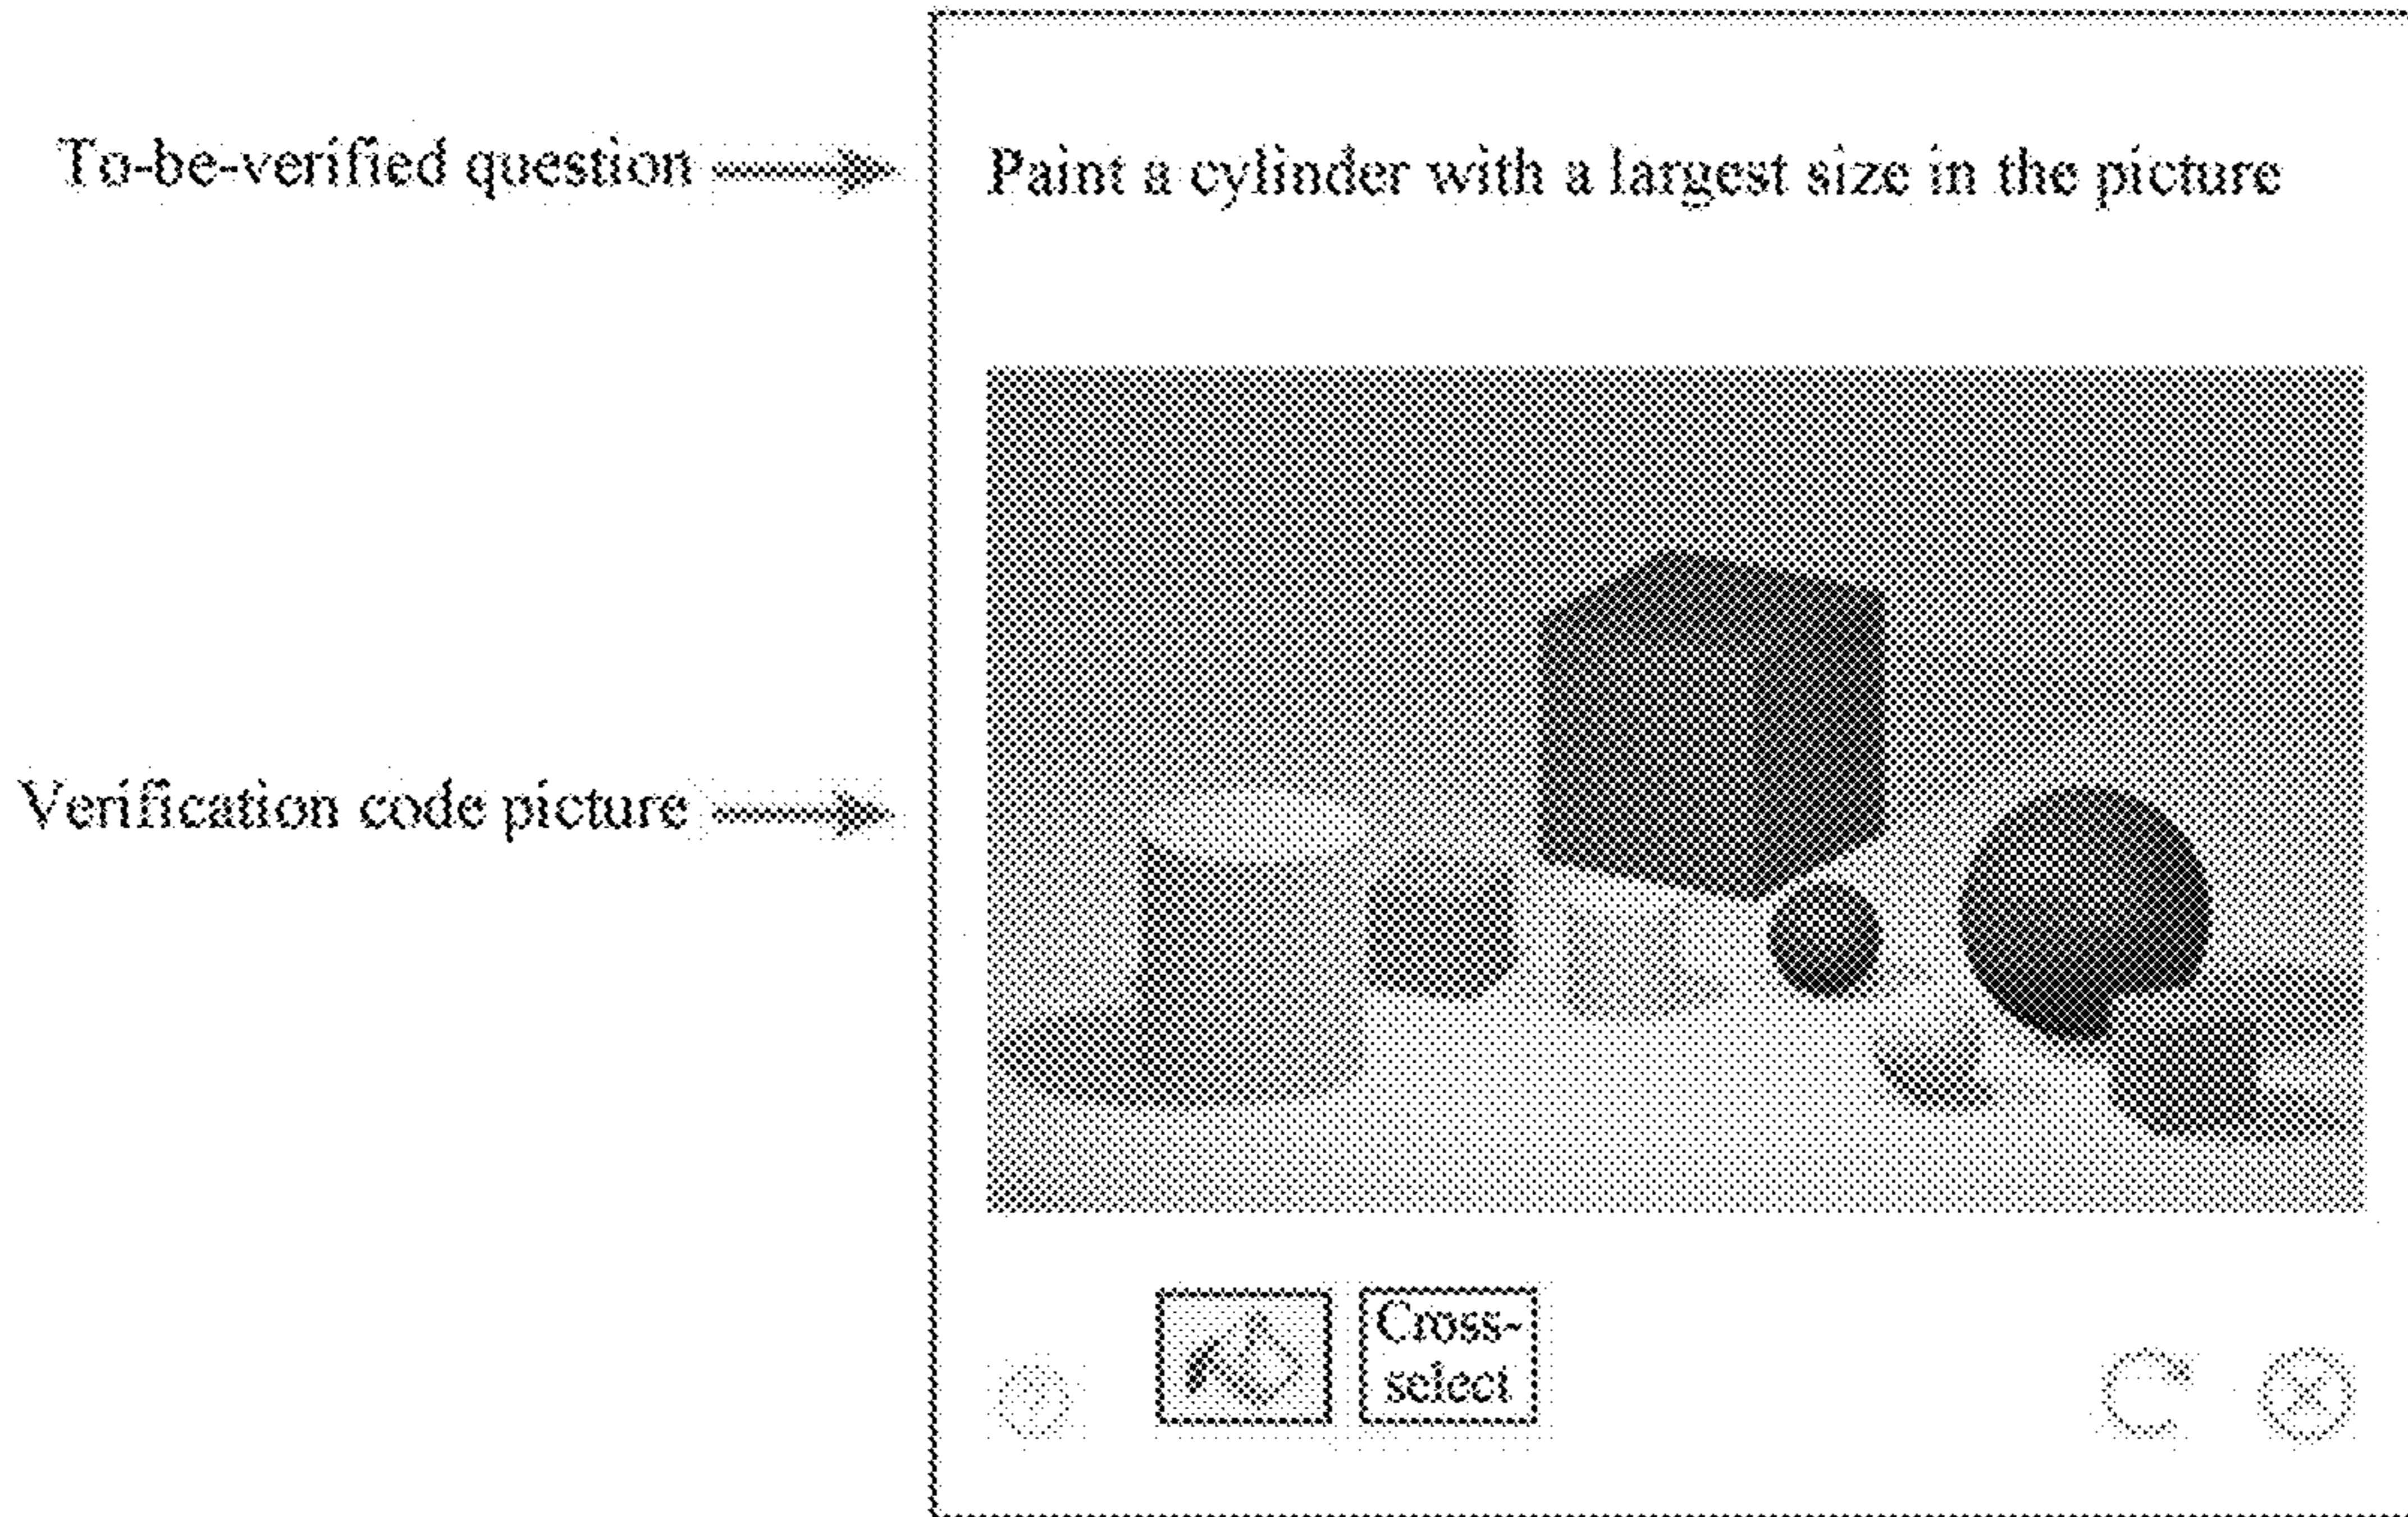 To-be-verified question
Paint a cylinder with a largest size in the picture
Verification code picture
Cross-
select
?